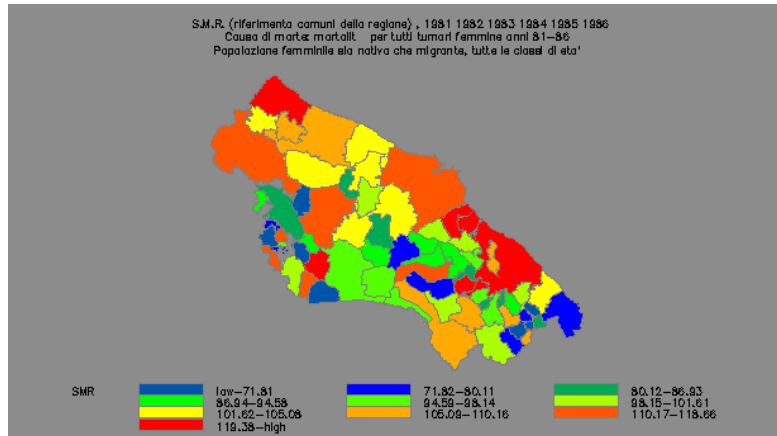 S.M.R. (riferimento comuni della regione) , 1981 1982 1983 1984 1985 1986
Causa di morte: mortalit per tutti tumori femmine anni 81-86
Popolazione femminile sia nativa che migrante, tutte le classi di eta'
SMR
low-71.81 71.82-80.11 80.12-86.93
86.94-94.58 94.59-98.14 98.15-101.61
101.62-105.08 105.09-110.16 110.17-118.66
119.38-high